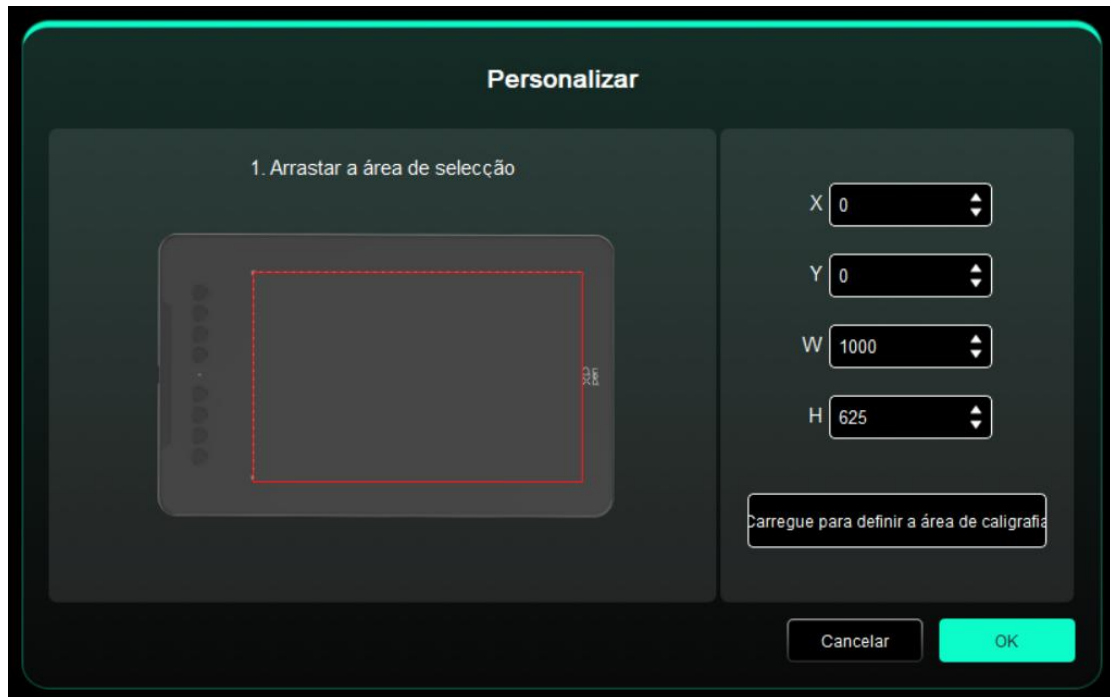 Personalizar
1. Arrastar a área de selecção
X 0
Y 0
W 1000
H 625
Carregue para definir a área de caligrafia
Cancelar
OK